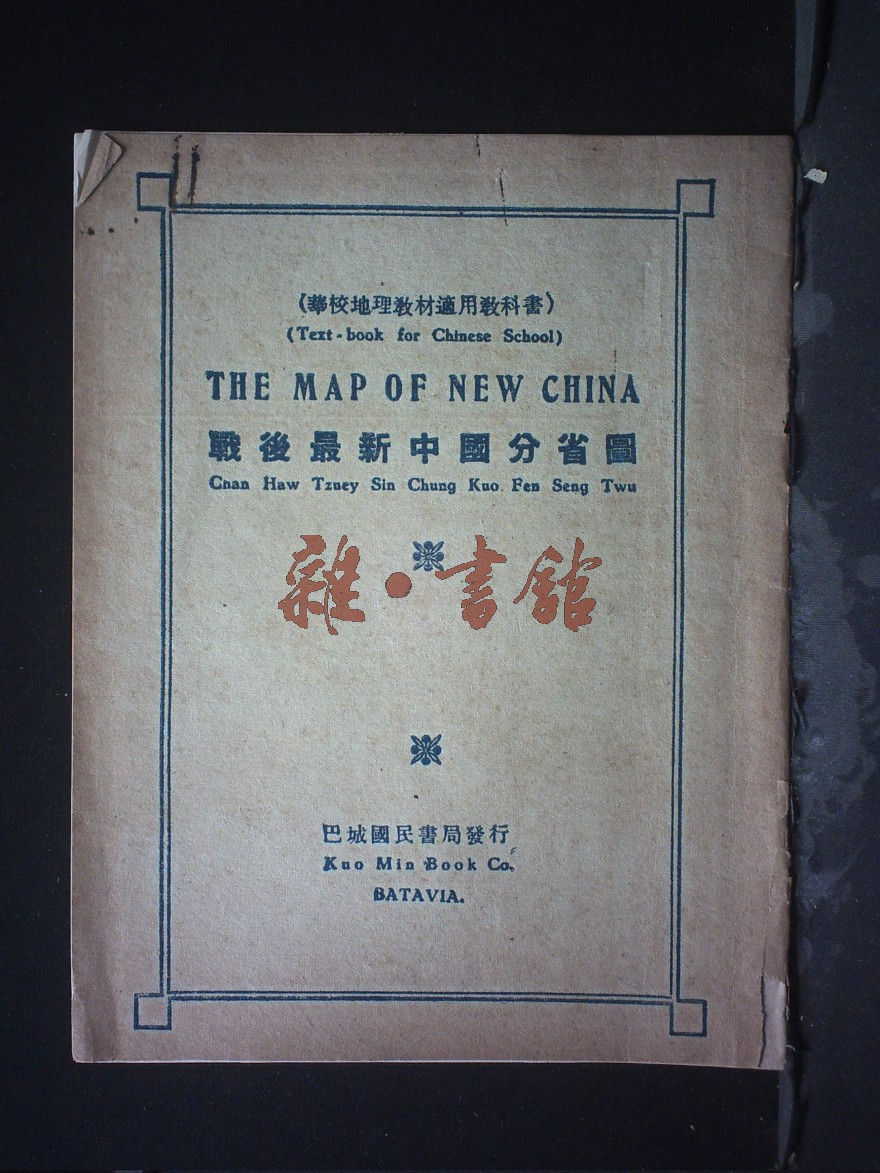 （華校地理教材適用教科書）
(Text-book for Chinese School)
THE MAP OF NEW CHINA
戰後最新中國分省圖
Chan Haw Tzuey Sin Chung Kuo Fen Seng Twu
雜·書館
巴城國民書局發行
Kuo Min Book Co.
BATAVIA.